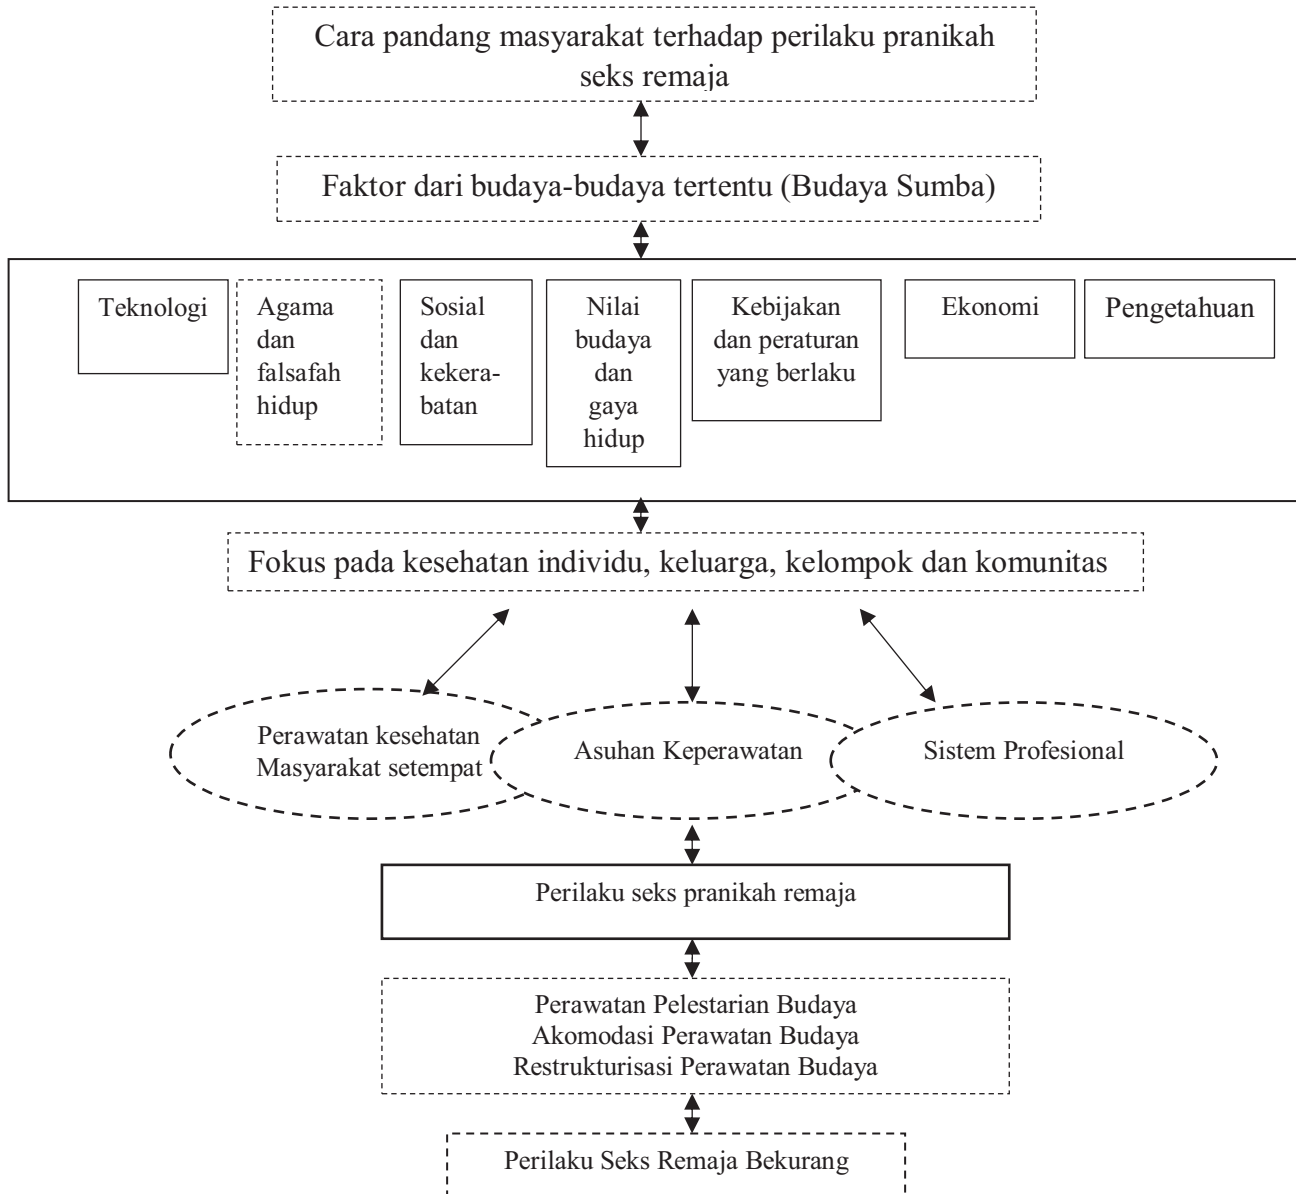 Cara pandang masyarakat terhadap perilaku pranikah
seks remaja
Faktor dari budaya-budaya tertentu (Budaya Sumba)
Teknologi
Agama
dan
falsafah
hidup
Sosial
dan
kekera-
batan
Nilai
budaya
dan
gaya
hidup
Kebijakan
dan peraturan
yang berlaku
Ekonomi
Pengetahuan
Fokus pada kesehatan individu, keluarga, kelompok dan komunitas
Perawatan kesehatan
Masyarakat setempat
Asuhan Keperawatan
Sistem Profesional
Perilaku seks pranikah remaja
Perawatan Pelestarian Budaya
Akomodasi Perawatan Budaya
Restrukturisasi Perawatan Budaya
Perilaku Seks Remaja Bekurang